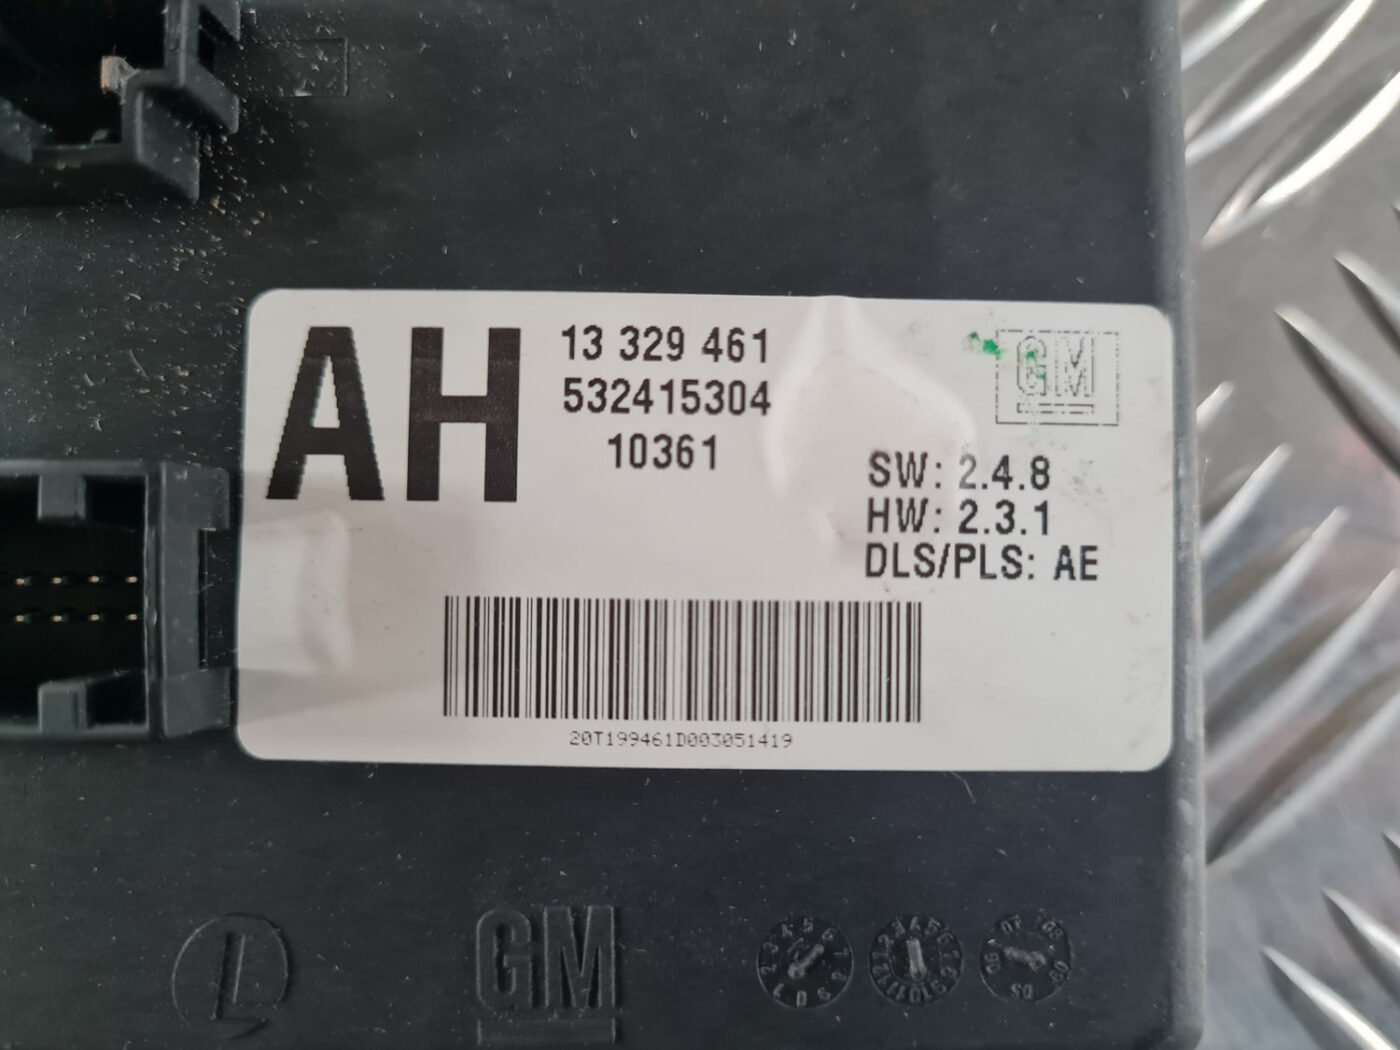 AH
13 329 461
532415304
10361
GM
SW: 2.4.8
HW: 2.3.1
DLS/PLS: AE
20T199461D003051419
GM